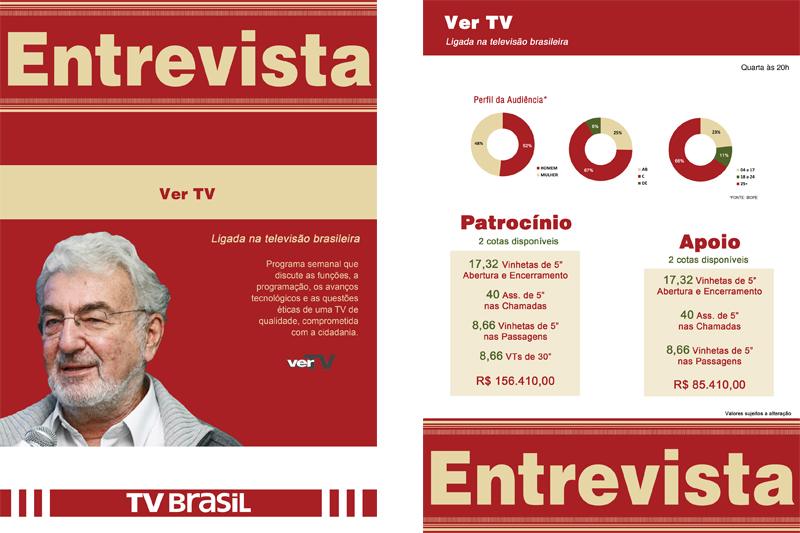 Entrevista
Ver TV
Ligada na televisão brasileira
Programa semanal que
discute as funções, a
programação, os avanços
tecnológicos e as questões
éticas de uma TV de
qualidade, comprometida
com a cidadania.
verTV
TV BRASIL
Ver TV
Ligada na televisão brasileira
Quarta às 20h
Perfil da Audiência*
48%
52%
HOMEM
MULHER
8%
25%
67%
AB
C
DE
23%
11%
66%
04 a 17
18 a 24
25+
*FONTE: IBOPE
Patrocínio
2 cotas disponíveis
17,32 Vinhetas de 5"
Abertura e Encerramento
40 Ass. de 5"
nas Chamadas
8,66 Vinhetas de 5"
nas Passagens
8,66 VTs de 30"
R$ 156.410,00
Apoio
2 cotas disponíveis
17,32 Vinhetas de 5"
Abertura e Encerramento
40 Ass. de 5"
nas Chamadas
8,66 Vinhetas de 5"
nas Passagens
R$ 85.410,00
Valores sujeitos a alteração
Entrevista